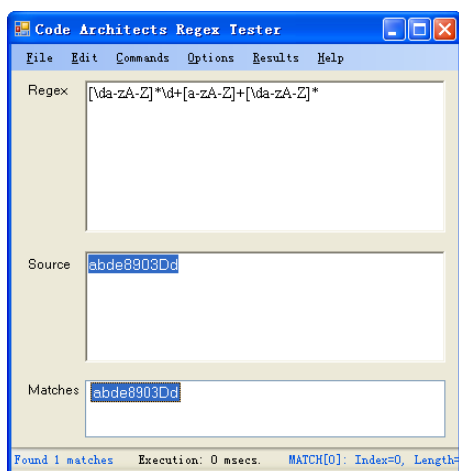 Code Architects Regex Tester
File Edit Commands Options Results Help
Regex [\da-zA-Z]*\d+[a-zA-Z]+[\da-zA-Z]*
Source abde8903Dd
Matches abde8903Dd
Found 1 matches Execution: 0 msecs. MATCH[0]: Index=0, Length=